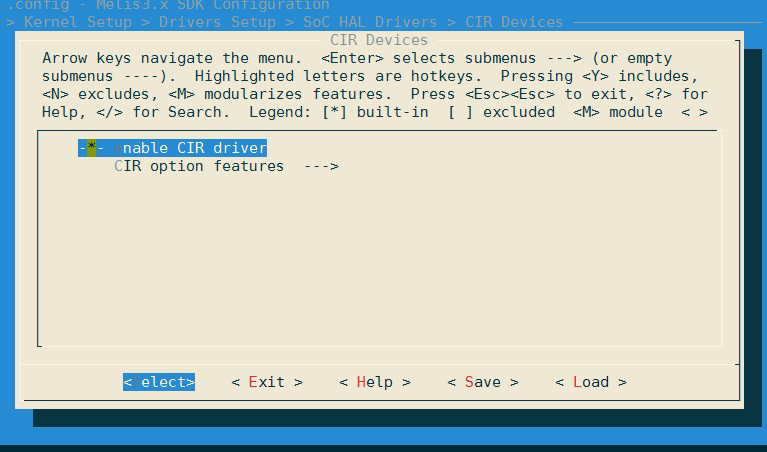 .config - Melis3.x SDK Configuration
> Kernel Setup > Drivers Setup > SoC HAL Drivers > CIR Devices
CIR Devices
Arrow keys navigate the menu. <Enter> selects submenus ---> (or empty
submenus ----). Highlighted letters are hotkeys. Pressing <Y> includes,
<N> excludes, <M> modularizes features. Press <Esc><Esc> to exit, <?> for
Help, </> for Search. Legend: [*] built-in [ ] excluded <M> module < >
-*- enable CIR driver
CIR option features --->
< elect> < Exit > < Help > < Save > < Load >